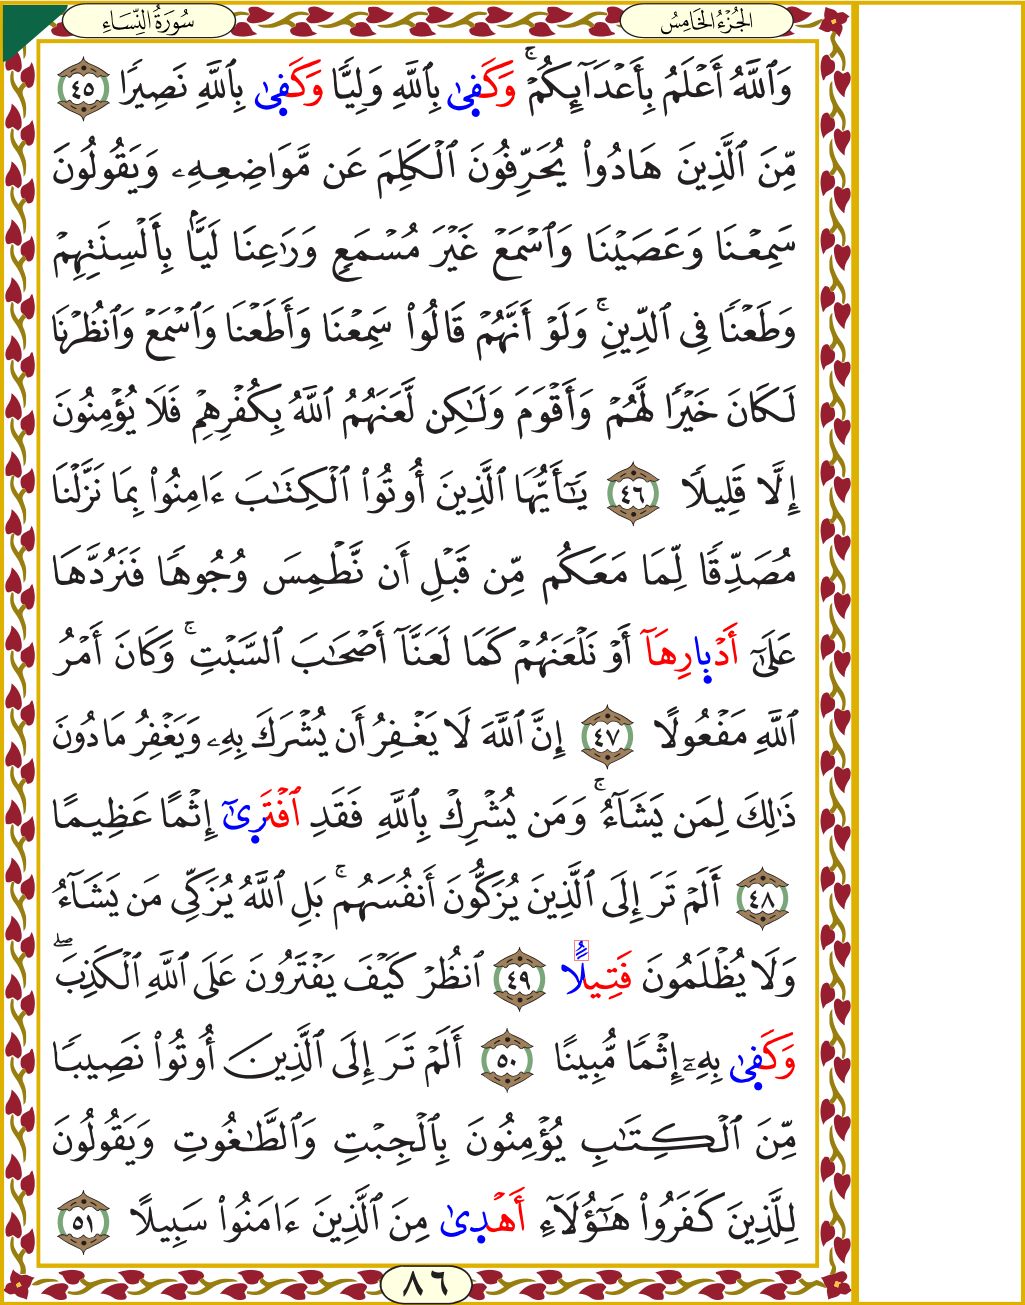 الجُزْءُ الخَامِسُ
سُورَةُ النِّسَاءِ
وَٱللَّهُ أَعْلَمُ بِأَعْدَآئِكُمْۚ وَكَفٜىٰ بِٱللَّهِ وَلِيًّا وَكَفٜىٰ بِٱللَّهِ نَصِيرًا ٤٥
مِّنَ ٱلَّذِينَ هَادُوا۟ يُحَرِّفُونَ ٱلْكَلِمَ عَن مَّوَاضِعِهِۦ وَيَقُولُونَ
سَمِعْنَا وَعَصَيْنَا وَٱسْمَعْ غَيْرَ مُسْمَعٍ وَرَٰعِنَا لَيًّۢا بِأَلْسِنَتِهِمْ
وَطَعْنًا فِى ٱلدِّينِۚ وَلَوْ أَنَّهُمْ قَالُوا۟ سَمِعْنَا وَأَطَعْنَا وَٱسْمَعْ وَٱنظُرْنَا
لَكَانَ خَيْرًا لَّهُمْ وَأَقْوَمَ وَلَٰكِن لَّعَنَهُمُ ٱللَّهُ بِكُفْرِهِمْ فَلَا يُؤْمِنُونَ
إِلَّا قَلِيلًا ٤٦ يَٰٓأَيُّهَا ٱلَّذِينَ أُوتُوا۟ ٱلْكِتَٰبَ ءَامِنُوا۟ بِمَا نَزَّلْنَا
مُصَدِّقًا لِّمَا مَعَكُم مِّن قَبْلِ أَن نَّطْمِسَ وُجُوهًا فَنَرُدَّهَا
عَلَىٰٓ أَدْبٜارِهَآ أَوْ نَلْعَنَهُمْ كَمَا لَعَنَّآ أَصْحَٰبَ ٱلسَّبْتِۚ وَكَانَ أَمْرُ
ٱللَّهِ مَفْعُولًا ٤٧ إِنَّ ٱللَّهَ لَا يَغْفِرُ أَن يُشْرَكَ بِهِۦ وَيَغْفِرُ مَا دُونَ
ذَٰلِكَ لِمَن يَشَآءُۚ وَمَن يُشْرِكْ بِٱللَّهِ فَقَدِ ٱفْتَرٜىٰٓ إِثْمًا عَظِيمًا
٤٨ أَلَمْ تَرَ إِلَى ٱلَّذِينَ يُزَكُّونَ أَنفُسَهُمۚ بَلِ ٱللَّهُ يُزَكِّى مَن يَشَآءُ
وَلَا يُظْلَمُونَ فَتِيلًا ٤٩ ٱنظُرْ كَيْفَ يَفْتَرُونَ عَلَى ٱللَّهِ ٱلْكَذِبَۖ
وَكَفٜىٰ بِهِۦٓ إِثْمًا مُّبِينًا ٥٠ أَلَمْ تَرَ إِلَى ٱلَّذِينَ أُوتُوا۟ نَصِيبًا
مِّنَ ٱلْكِتَٰبِ يُؤْمِنُونَ بِٱلْجِبْتِ وَٱلطَّٰغُوتِ وَيَقُولُونَ
لِلَّذِينَ كَفَرُوا۟ هَٰٓؤُلَآءِ أَهْدٜىٰ مِنَ ٱلَّذِينَ ءَامَنُوا۟ سَبِيلًا ٥١
٨٦